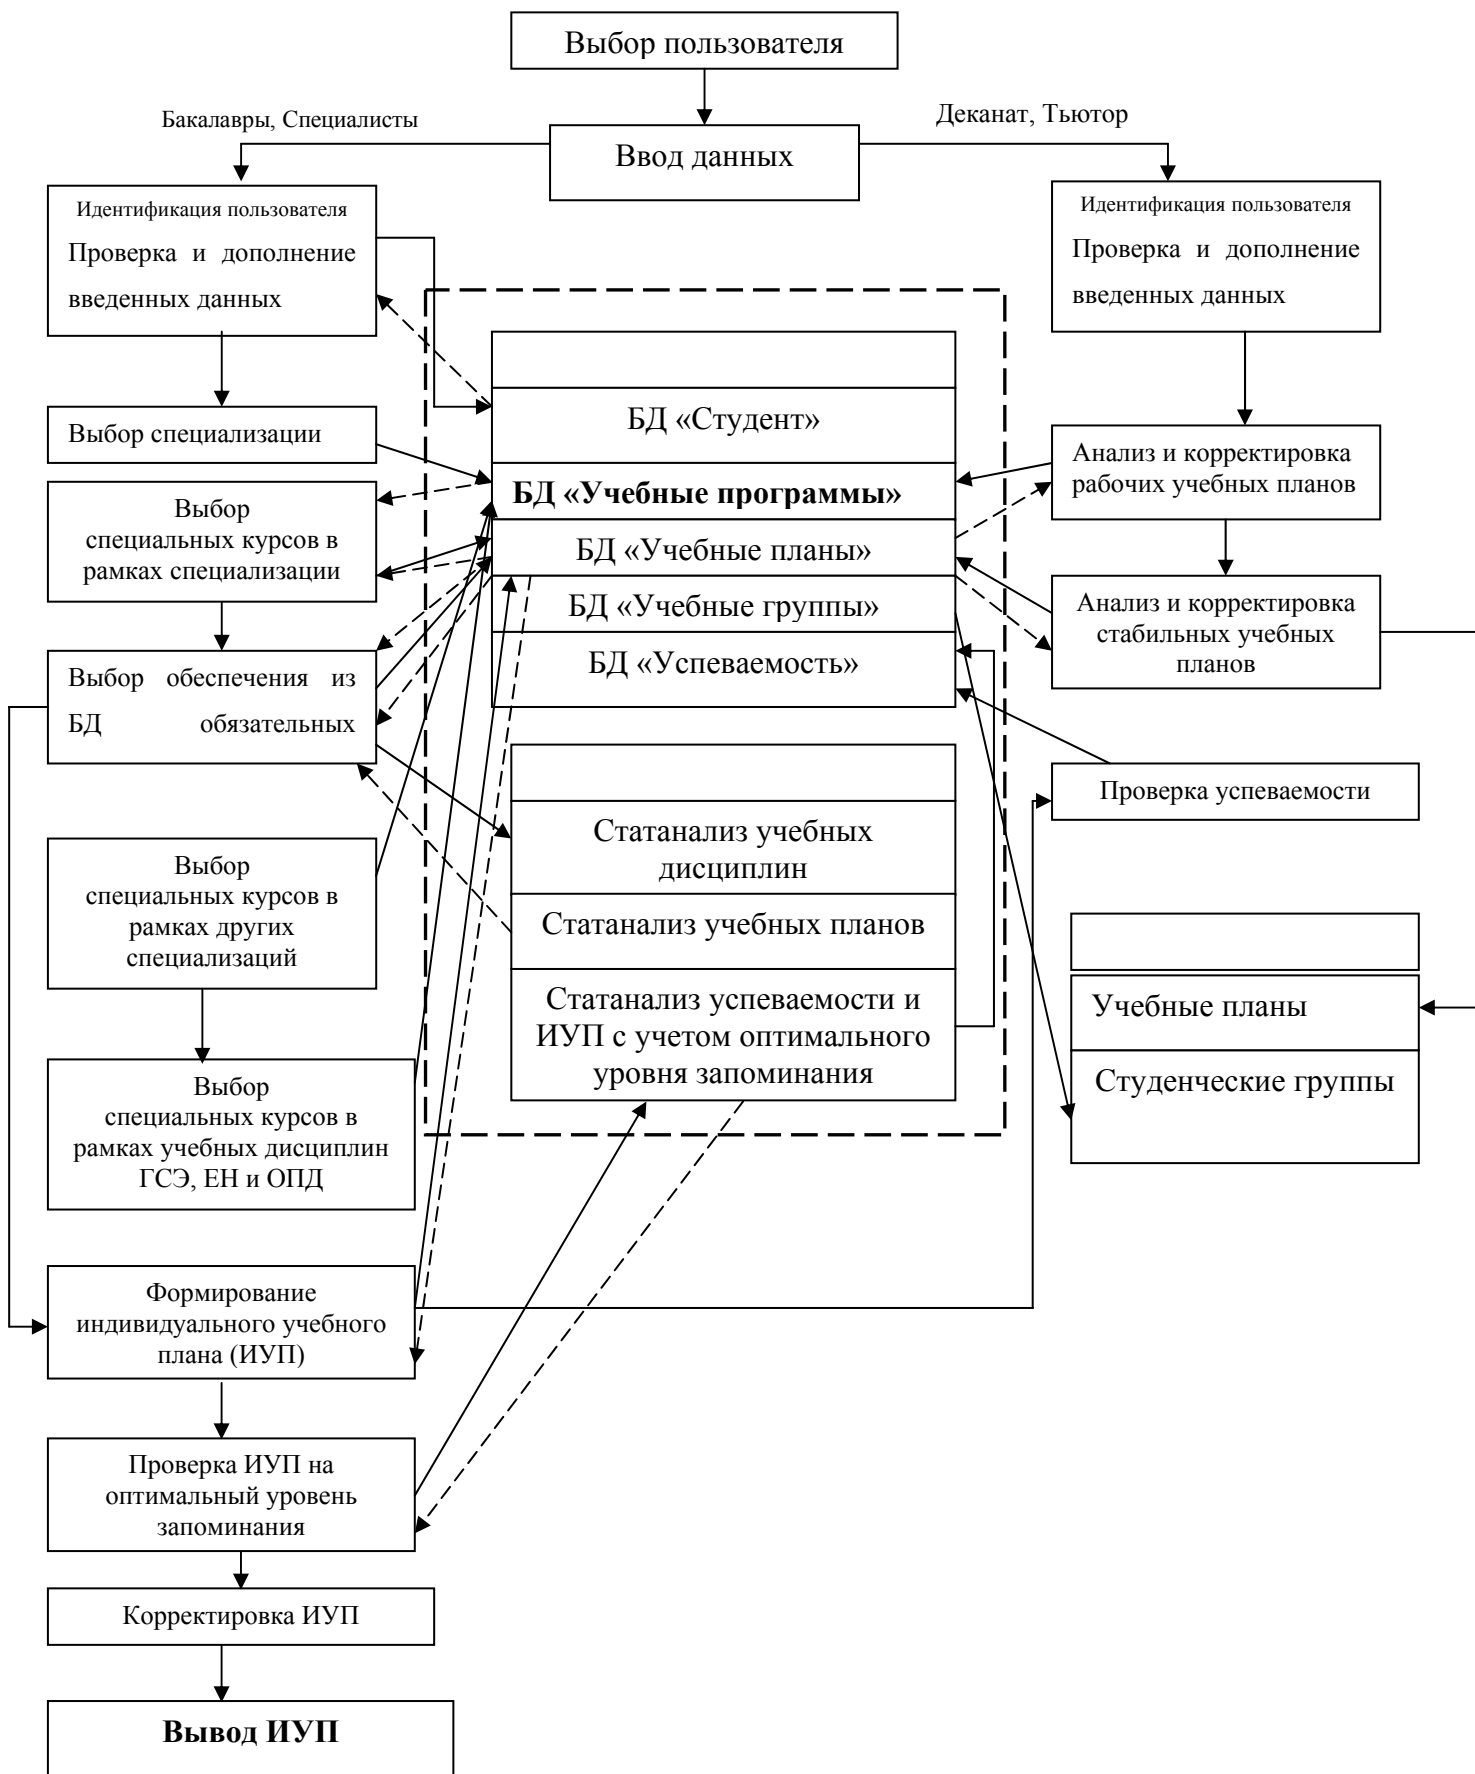 Выбор пользователя
Бакалавры, Специалисты
Деканат, Тьютор
Ввод данных
Идентификация пользователя
Проверка и дополнение
введенных данных
Идентификация пользователя
Проверка и дополнение
введенных данных
Выбор специализации
Выбор
специальных курсов в
рамках специализации
Выбор обеспечения из
БД обязательных
Выбор
специальных курсов в
рамках других
специализаций
Выбор
специальных курсов в
рамках учебных дисциплин
ГСЭ, ЕН и ОПД
Формирование
индивидуального учебного
плана (ИУП)
Проверка ИУП на
оптимальный уровень
запоминания
Корректировка ИУП
Вывод ИУП
БД «Студент»
БД «Учебные программы»
БД «Учебные планы»
БД «Учебные группы»
БД «Успеваемость»
Статанализ учебных
дисциплин
Статанализ учебных планов
Статанализ успеваемости и
ИУП с учетом оптимального
уровня запоминания
Анализ и корректировка
рабочих учебных планов
Анализ и корректировка
стабильных учебных
планов
Проверка успеваемости
Учебные планы
Студенческие группы